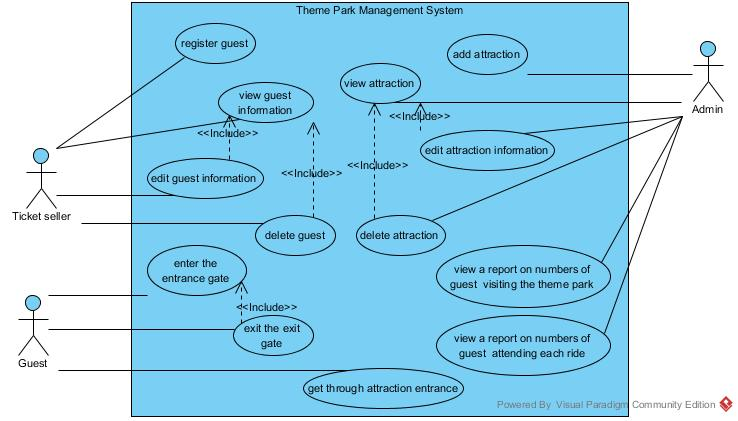 Theme Park Management System
register guest
add attraction
view attraction
view guest
information
<<Include>>
<<Include>>
Admin
edit attraction information
<<Include>>
<<Include>>
edit guest information
Ticket seller
delete guest
delete attraction
enter the
entrance gate
view a report on numbers of
guest visiting the theme park
<<Include>>
exit the exit
gate
view a report on numbers of
guest attending each ride
Guest
get through attraction entrance
Powered By Visual Paradigm Community Edition